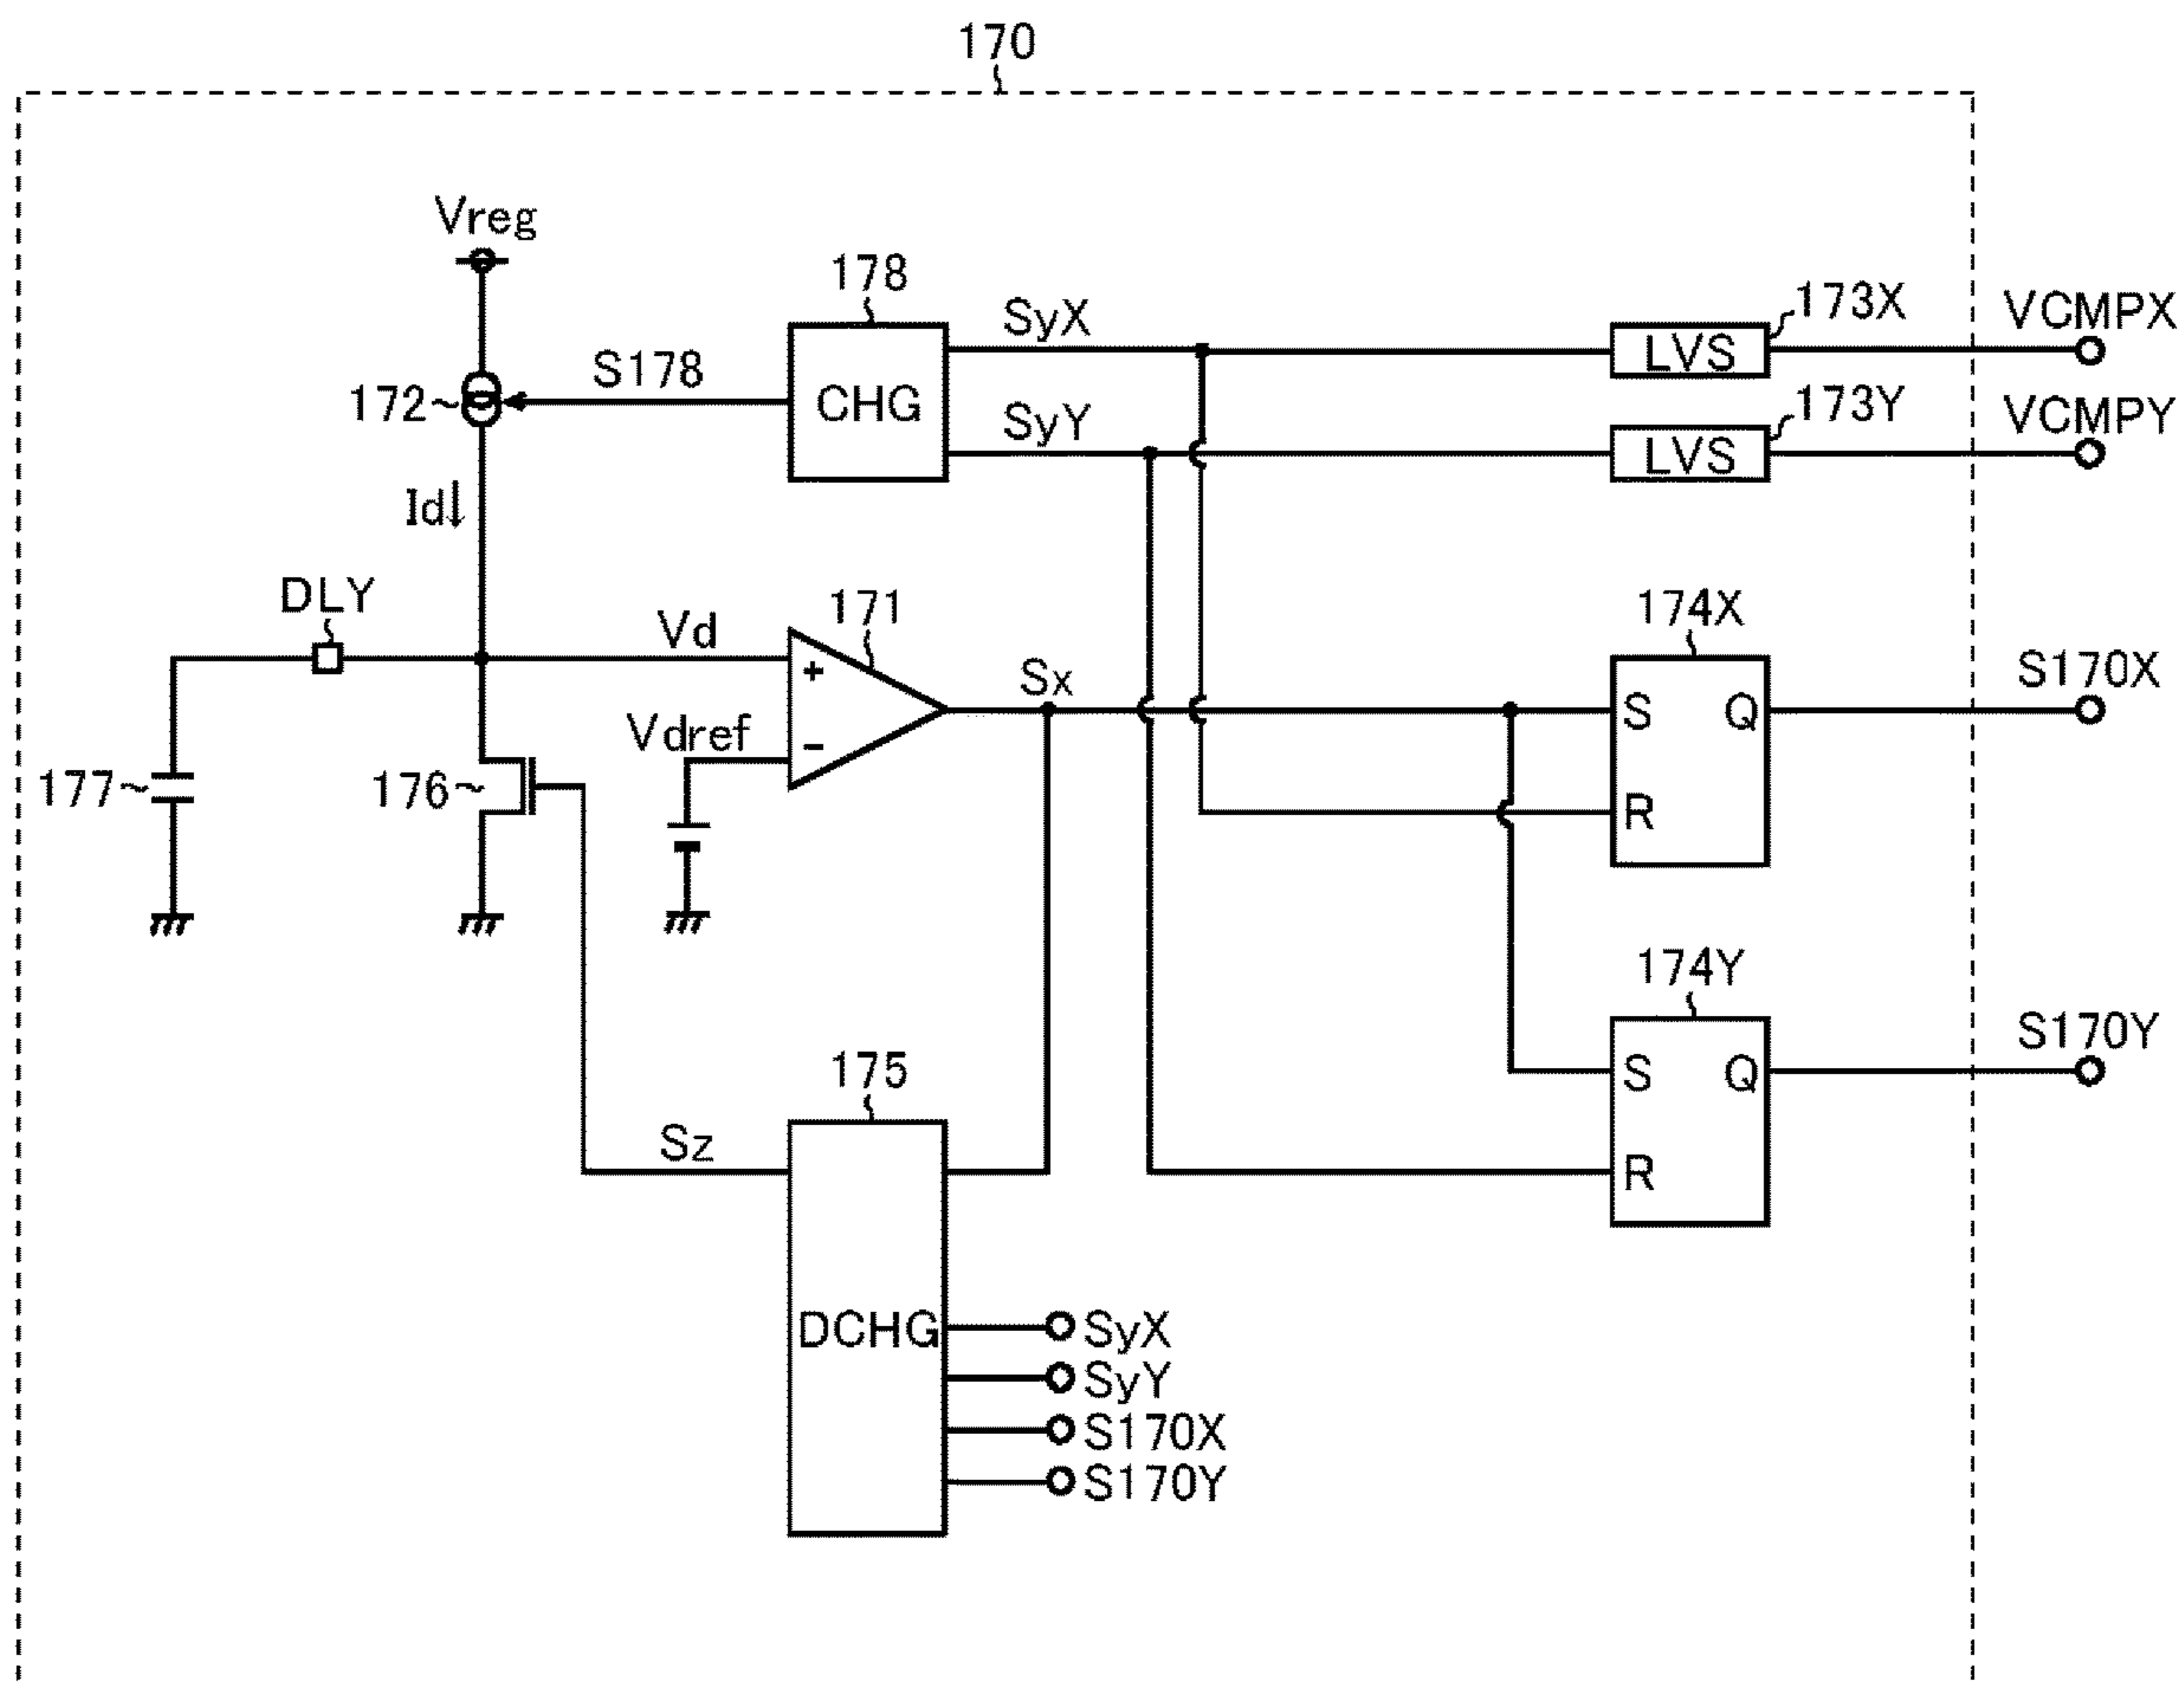 170
Vreg
178
SyX
173X
VCMPX
LVS
S178
172~
CHG
SyY
173Y
VCMPY
LVS
Id↓
DLY
Vd
171
174X
+
Sx
S170X
S
Q
Vdref
-
177~
176~
R
174Y
175
S170Y
S
Q
Sz
R
DCHG
SyX
SyY
S170X
S170Y